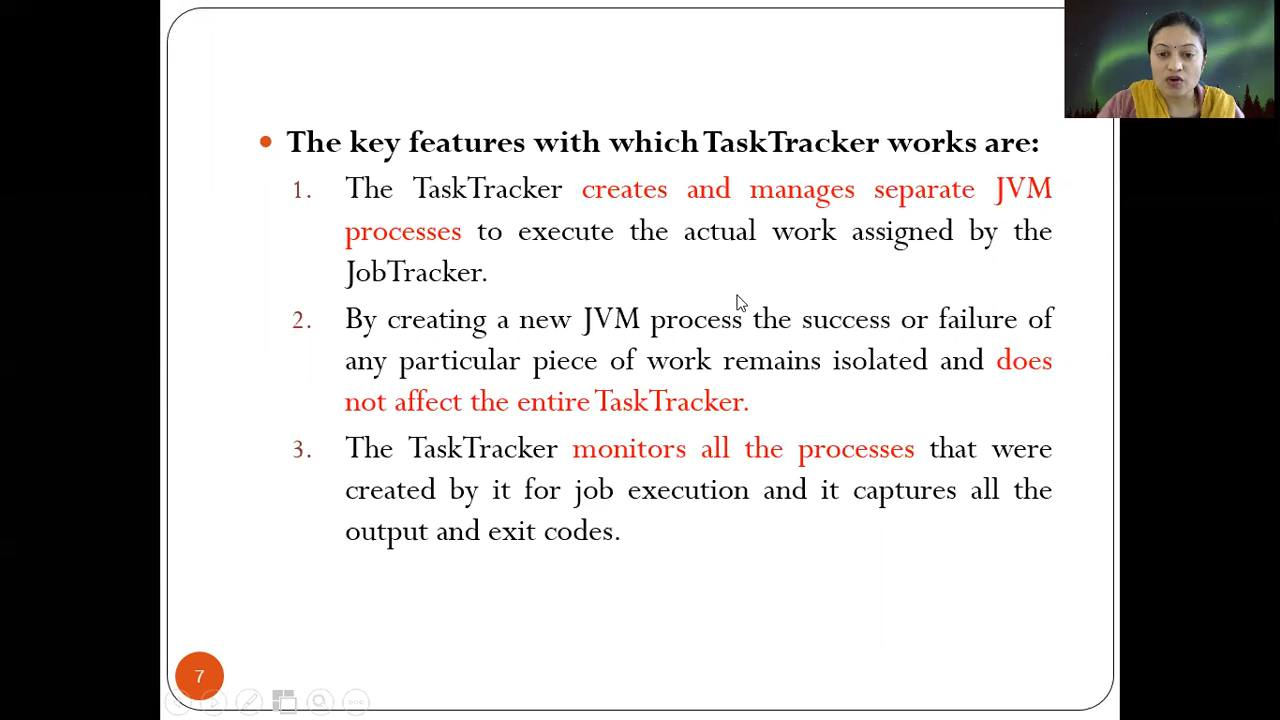 The key features with which TaskTracker works are:
1. The TaskTracker creates and manages separate JVM
processes to execute the actual work assigned by the
JobTracker.
2. By creating a new JVM process the success or failure of
any particular piece of work remains isolated and does
not affect the entire TaskTracker.
3. The TaskTracker monitors all the processes that were
created by it for job execution and it captures all the
output and exit codes.
7